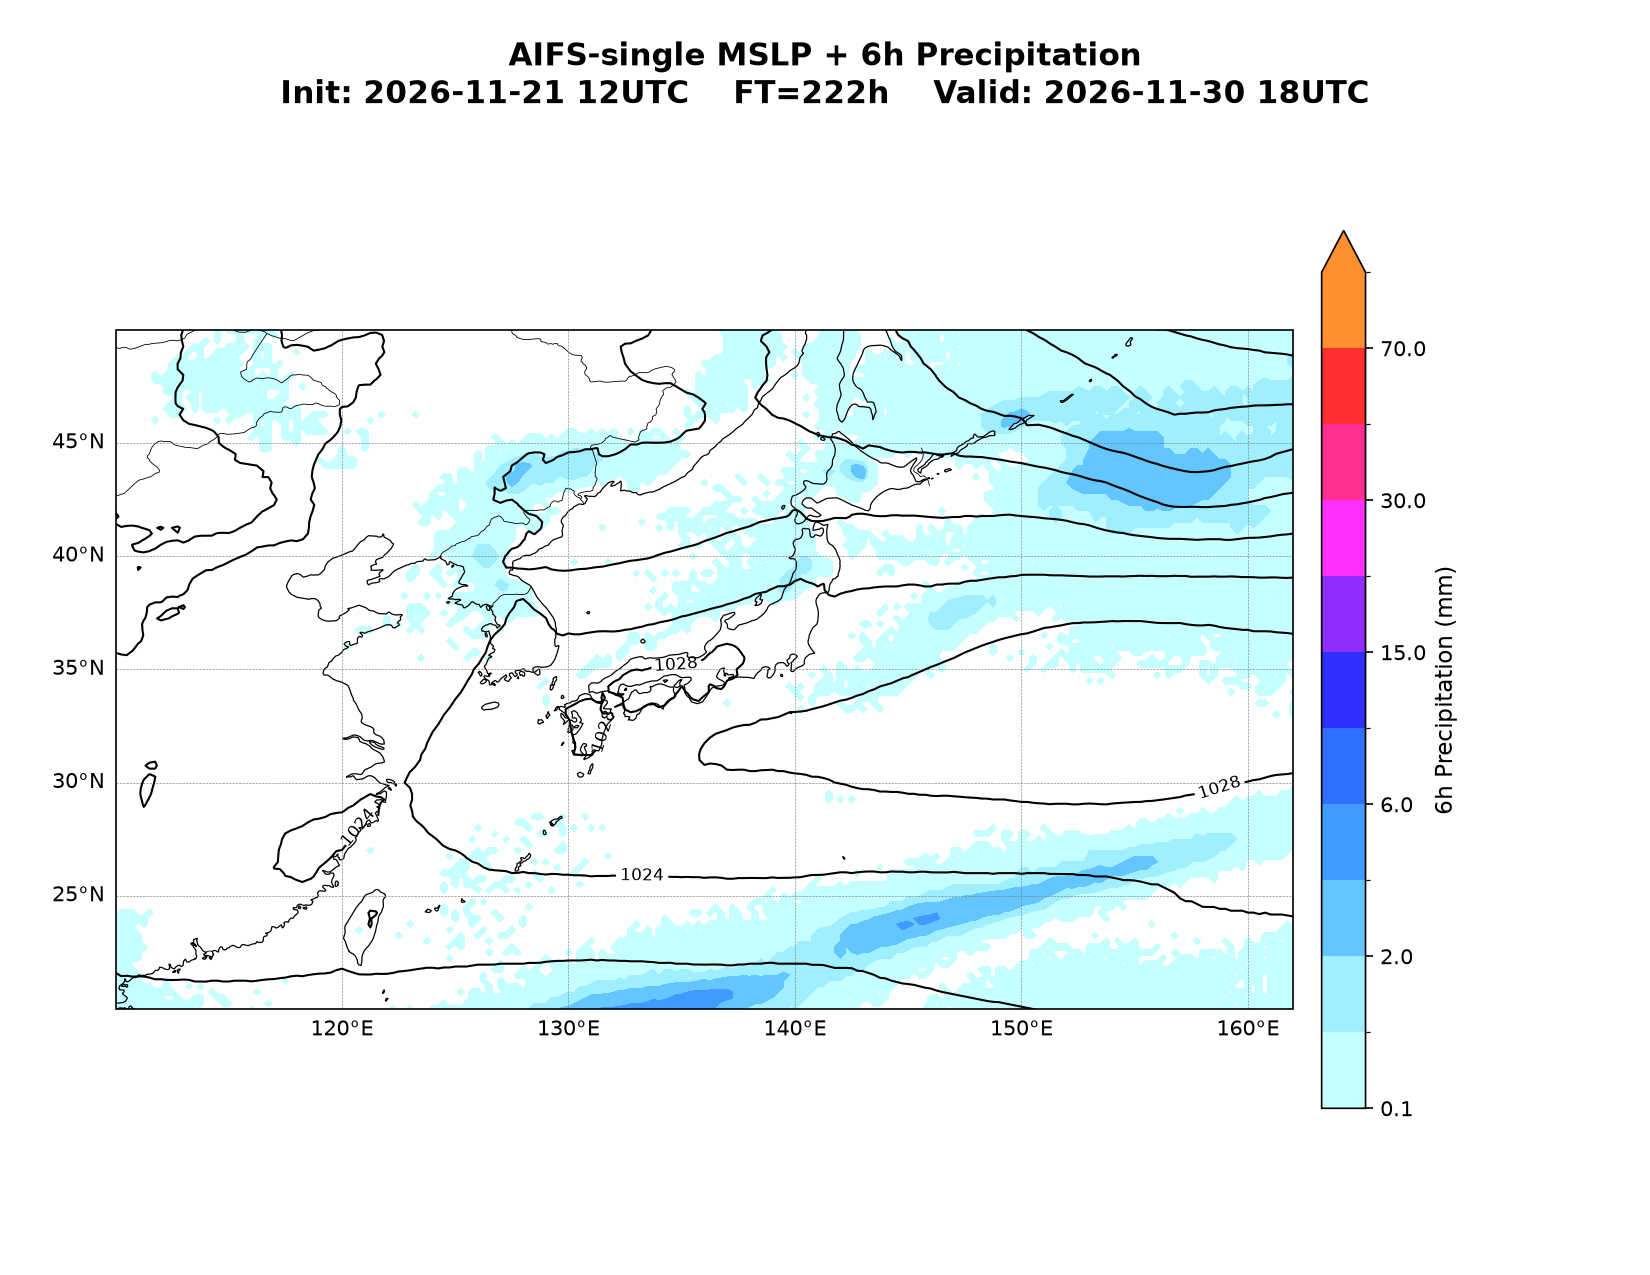 AIFS-single MSLP + 6h Precipitation
Init: 2026-11-21 12UTC    FT=222h    Valid: 2026-11-30 18UTC
70.0
30.0
15.0
6.0
2.0
0.1
6h Precipitation (mm)
45°N
40°N
35°N
30°N
25°N
120°E
130°E
140°E
150°E
160°E
1028
1028
1028
1024
1024